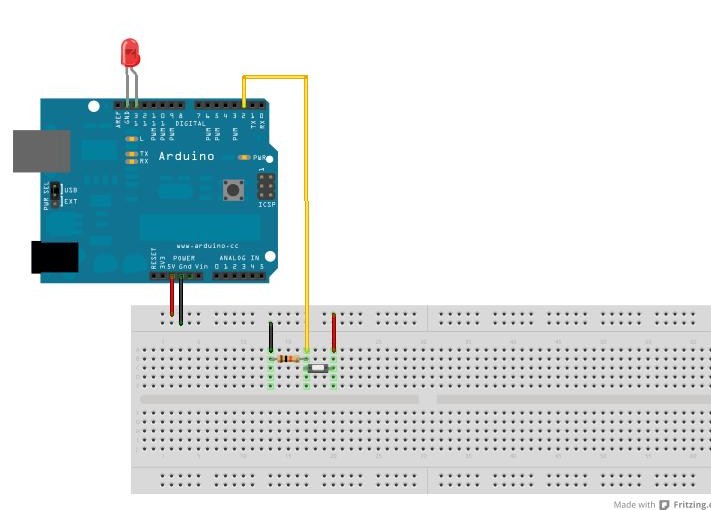 AREF
GND
13
12
PWM 11
PWM 10
PWM 9
8
7
PWM 6
PWM 5
4
PWM 3
2
TX 1
RX 0
DIGITAL
L
TX
RX
Arduino
PWR
1
ICSP
PWR SEL
USB
EXT
www.arduino.cc
POWER
ANALOG IN
RESET
3V3
5V Gnd Vin
0 1 2 3 4 5
Made with Fritzing.